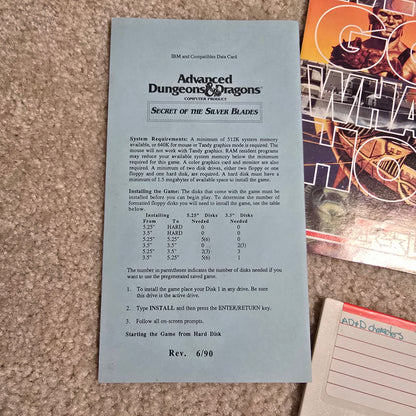 IBM and Compatibles Data Card
Advanced
Dungeons & Dragons®
COMPUTER PRODUCT
SECRET OF THE SILVER BLADES
System Requirements: A minimum of 512K system memory
available, or 640K for mouse or Tandy graphics mode is required. The
mouse will not work with Tandy graphics. RAM resident programs
may reduce your available system memory below the minimum
required for this game. A color graphics card and monitor are also
required. A minimum of two disk drives, either two floppy or one
floppy and one hard disk, are required. A hard disk must have a
minimum of 1.5 megabyte of available space to install the game.
Installing the Game: The disks that come with the game must be
installed before you can begin play. To determine the number of
formatted floppy disks you will need to install the game, use the table
below.
Installing 5.25" Disks 3.5" Disks
From To Needed Needed
5.25" HARD 0 0
3.5" HARD 0 0
5.25" 5.25" 5(6) 0
3.5" 3.5" 0 2(3)
5.25" 3.5" 2(3) 1
3.5" 5.25" 5(6) 1
The number in parentheses indicates the number of disks needed if you
want to use the pregenerated saved game.
1. To install the game place your Disk 1 in any drive. Be sure
this drive is the active drive.
2. Type INSTALL and then press the ENTER/RETURN key.
3. Follow all on-screen prompts.
Starting the Game from Hard Disk
Rev. 6/90
AD+D characters